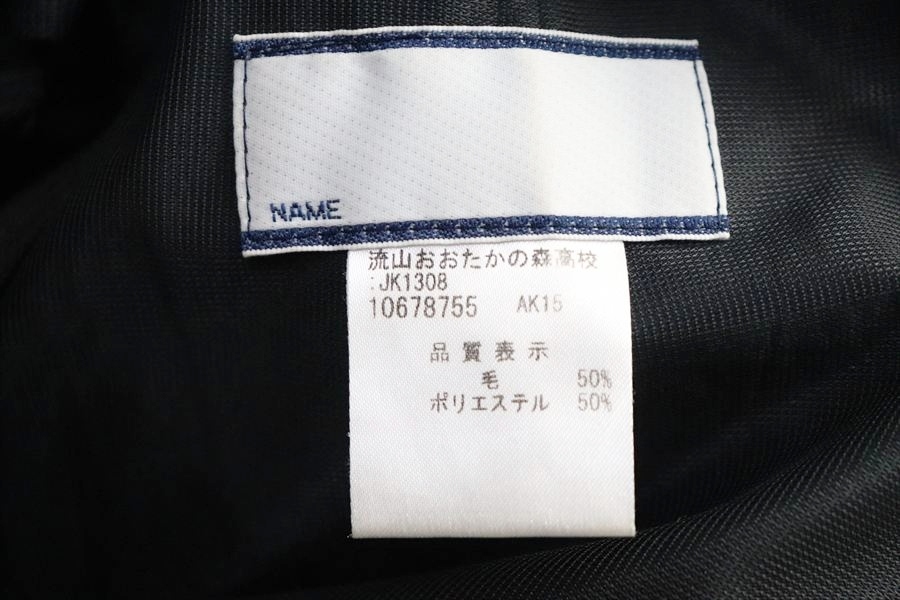 NAME
流山おおたかの森高校
:JK1308
10678755 AK15
品質表示
毛 50%
ポリエステル 50%